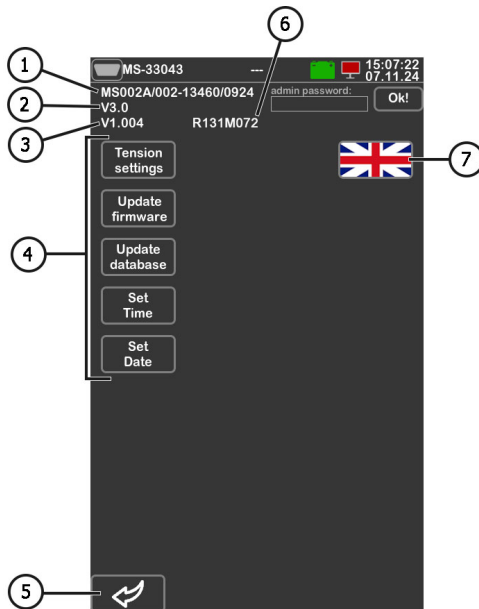 6
MS-33043 --- 15:07:22
07.11.24
1
MS002A/002-13460/0924 admin password: Ok!
2
V3.0
3
V1.004 R131M072
Tension
settings
7
Update
firmware
4
Update
database
Set
Time
Set
Date
5